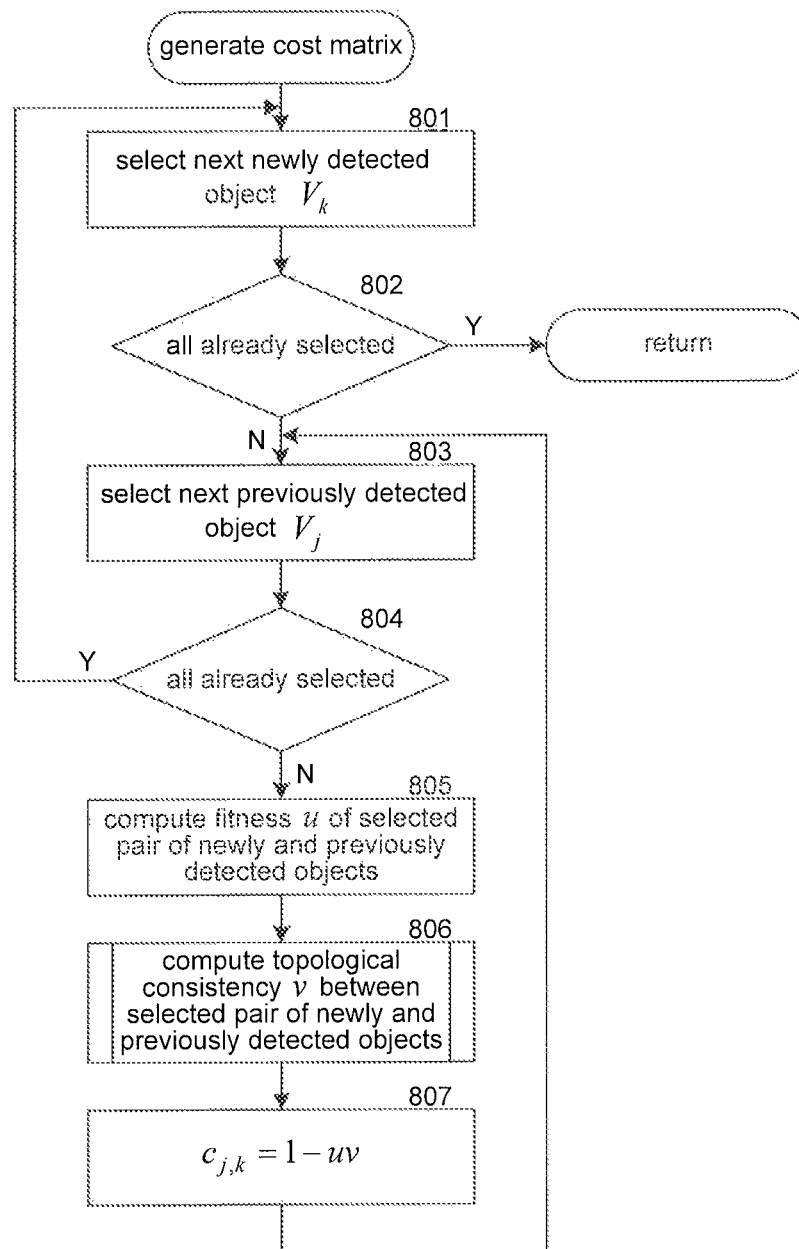 generate cost matrix
801
select next newly detected
object V_k
802
all already selected
Y
return
N
803
select next previously detected
object V_j
804
Y
all already selected
N
805
compute fitness u of selected
pair of newly and previously
detected objects
806
compute topological
consistency v between
selected pair of newly and
previously detected objects
807
c_{j,k} = 1 - uv